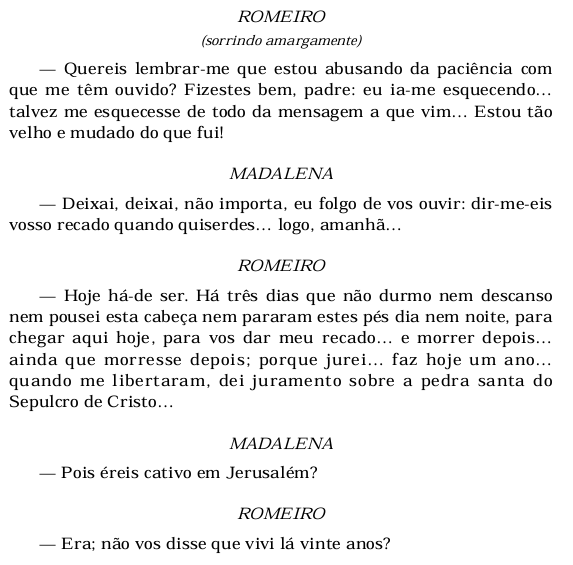 ROMEIRO
(sorrindo amargamente)
— Quereis lembrar-me que estou abusando da paciência com
que me têm ouvido? Fizestes bem, padre: eu ia-me esquecendo...
talvez me esquecesse de todo da mensagem a que vim... Estou tão
velho e mudado do que fui!
MADALENA
— Deixai, deixai, não importa, eu folgo de vos ouvir: dir-me-eis
vosso recado quando quiserdes... logo, amanhã...
ROMEIRO
— Hoje há-de ser. Há três dias que não durmo nem descanso
nem pousei esta cabeça nem pararam estes pés dia nem noite, para
chegar aqui hoje, para vos dar meu recado... e morrer depois...
ainda que morresse depois; porque jurei... faz hoje um ano...
quando me libertaram, dei juramento sobre a pedra santa do
Sepulcro de Cristo...
MADALENA
— Pois éreis cativo em Jerusalém?
ROMEIRO
— Era; não vos disse que vivi lá vinte anos?